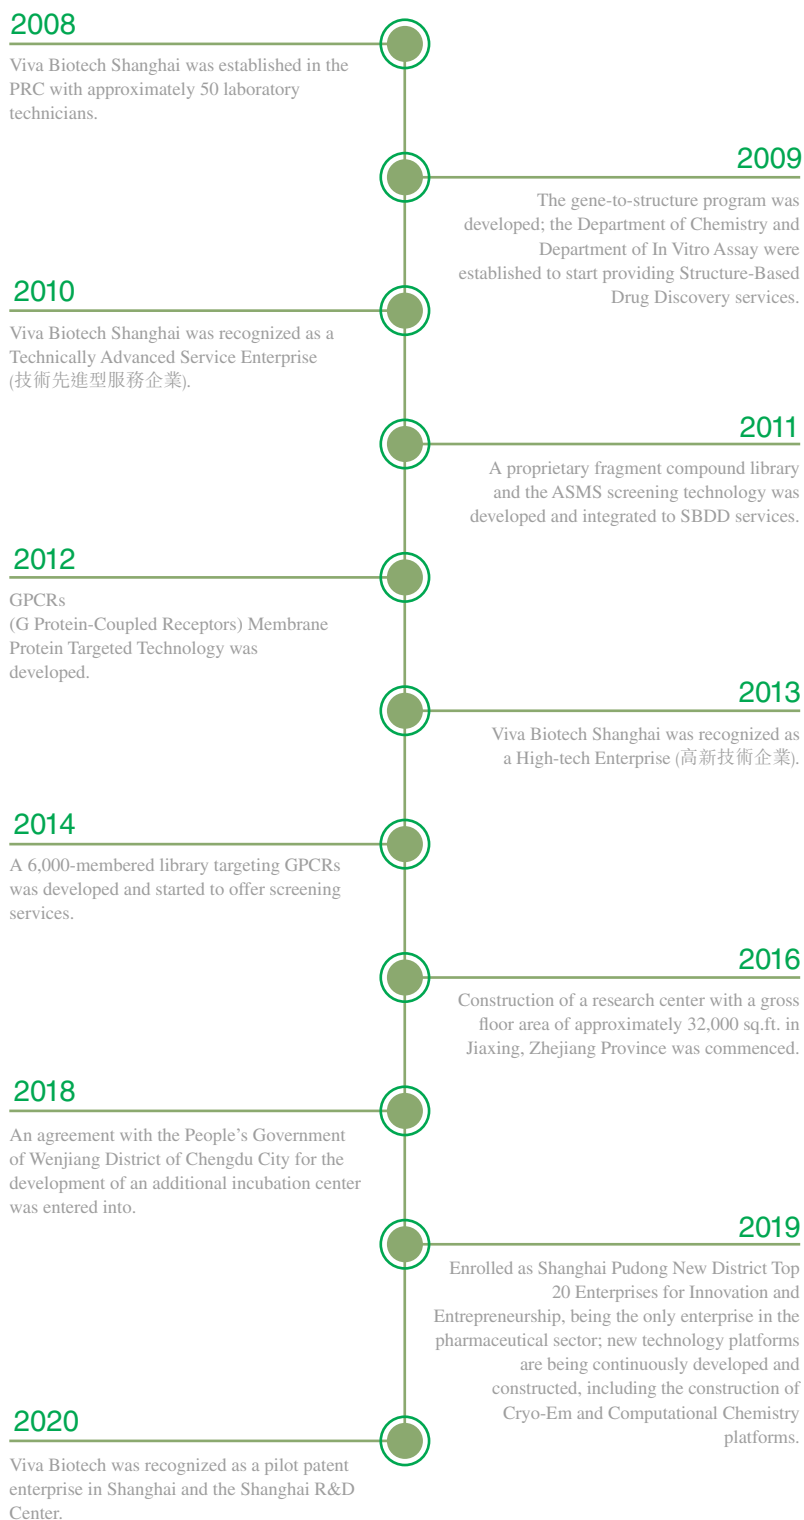 2008
Viva Biotech Shanghai was established in the
PRC with approximately 50 laboratory
technicians.
2009
The gene-to-structure program was
developed; the Department of Chemistry and
Department of In Vitro Assay were
established to start providing Structure-Based
Drug Discovery services.
2010
Viva Biotech Shanghai was recognized as a
Technically Advanced Service Enterprise
(技術先進型服務企業).
2011
A proprietary fragment compound library
and the ASMS screening technology was
developed and integrated to SBDD services.
2012
GPCRs
(G Protein-Coupled Receptors) Membrane
Protein Targeted Technology was
developed.
2013
Viva Biotech Shanghai was recognized as
a High-tech Enterprise (高新技術企業).
2014
A 6,000-membered library targeting GPCRs
was developed and started to offer screening
services.
2016
Construction of a research center with a gross
floor area of approximately 32,000 sq.ft. in
Jiaxing, Zhejiang Province was commenced.
2018
An agreement with the People’s Government
of Wenjiang District of Chengdu City for the
development of an additional incubation center
was entered into.
2019
Enrolled as Shanghai Pudong New District Top
20 Enterprises for Innovation and
Entrepreneurship, being the only enterprise in the
pharmaceutical sector; new technology platforms
are being continuously developed and
constructed, including the construction of
Cryo-Em and Computational Chemistry
platforms.
2020
Viva Biotech was recognized as a pilot patent
enterprise in Shanghai and the Shanghai R&D
Center.